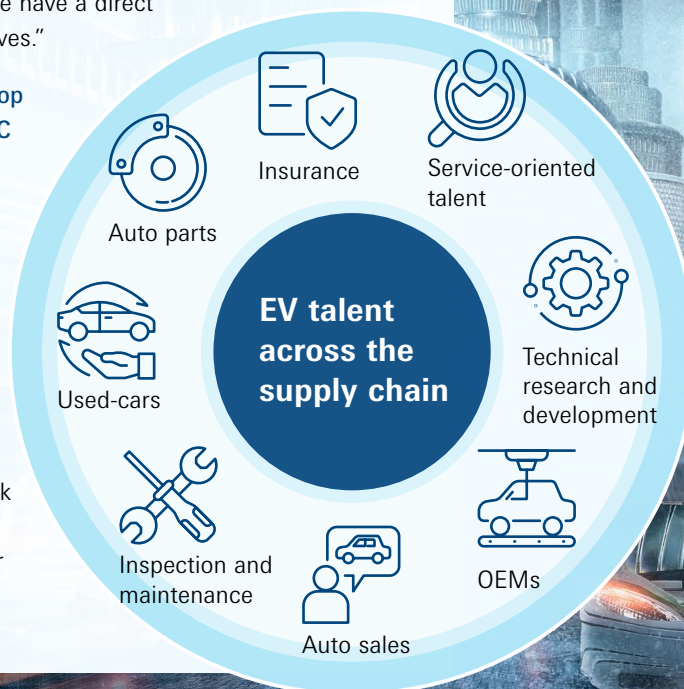 e have a direct
ves.”
op
C
k
r
Insurance
Service-oriented
talent
Auto parts
EV talent
across the
supply chain
Technical
research and
development
Used-cars
Inspection and
maintenance
OEMs
Auto sales